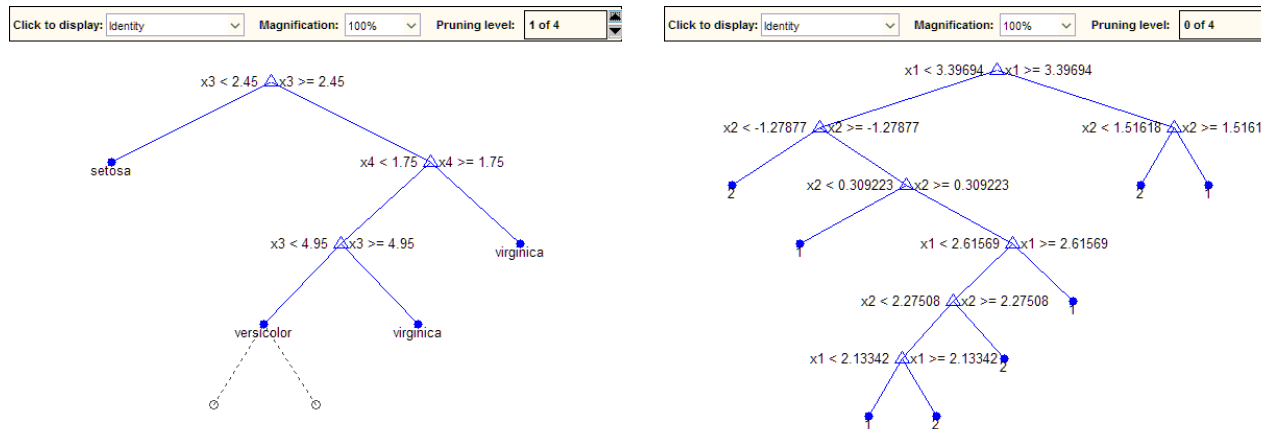 Click to display: Identity Magnification: 100% Pruning level: 1 of 4
x3 < 2.45 x3 >= 2.45
setosa
x4 < 1.75 x4 >= 1.75
x3 < 4.95 x3 >= 4.95
virginica
versicolor
virginica
Click to display: Identity Magnification: 100% Pruning level: 0 of 4
x1 < 3.39694 x1 >= 3.39694
x2 < -1.27877 x2 >= -1.27877
x2 < 1.51618 x2 >= 1.5161
2
x2 < 0.309223 x2 >= 0.309223
2
1
1
x1 < 2.61569 x1 >= 2.61569
x2 < 2.27508 x2 >= 2.27508
1
x1 < 2.13342 x1 >= 2.13342
2
1
2